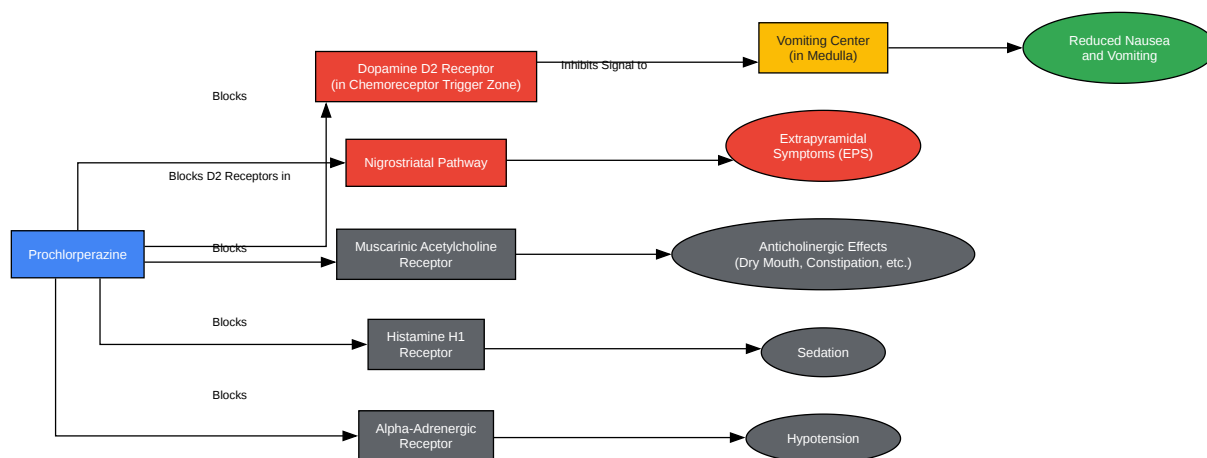 Dopamine D2 Receptor
(in Chemoreceptor Trigger Zone)
Inhibits Signal to
Vomiting Center
(in Medulla)
Reduced Nausea
and Vomiting
Blocks
Nigrostriatal Pathway
Extrapyramidal
Symptoms (EPS)
Blocks D2 Receptors in
Prochlorperazine
Blocks
Muscarinic Acetylcholine
Receptor
Anticholinergic Effects
(Dry Mouth, Constipation, etc.)
Blocks
Histamine H1
Receptor
Sedation
Blocks
Alpha-Adrenergic
Receptor
Hypotension